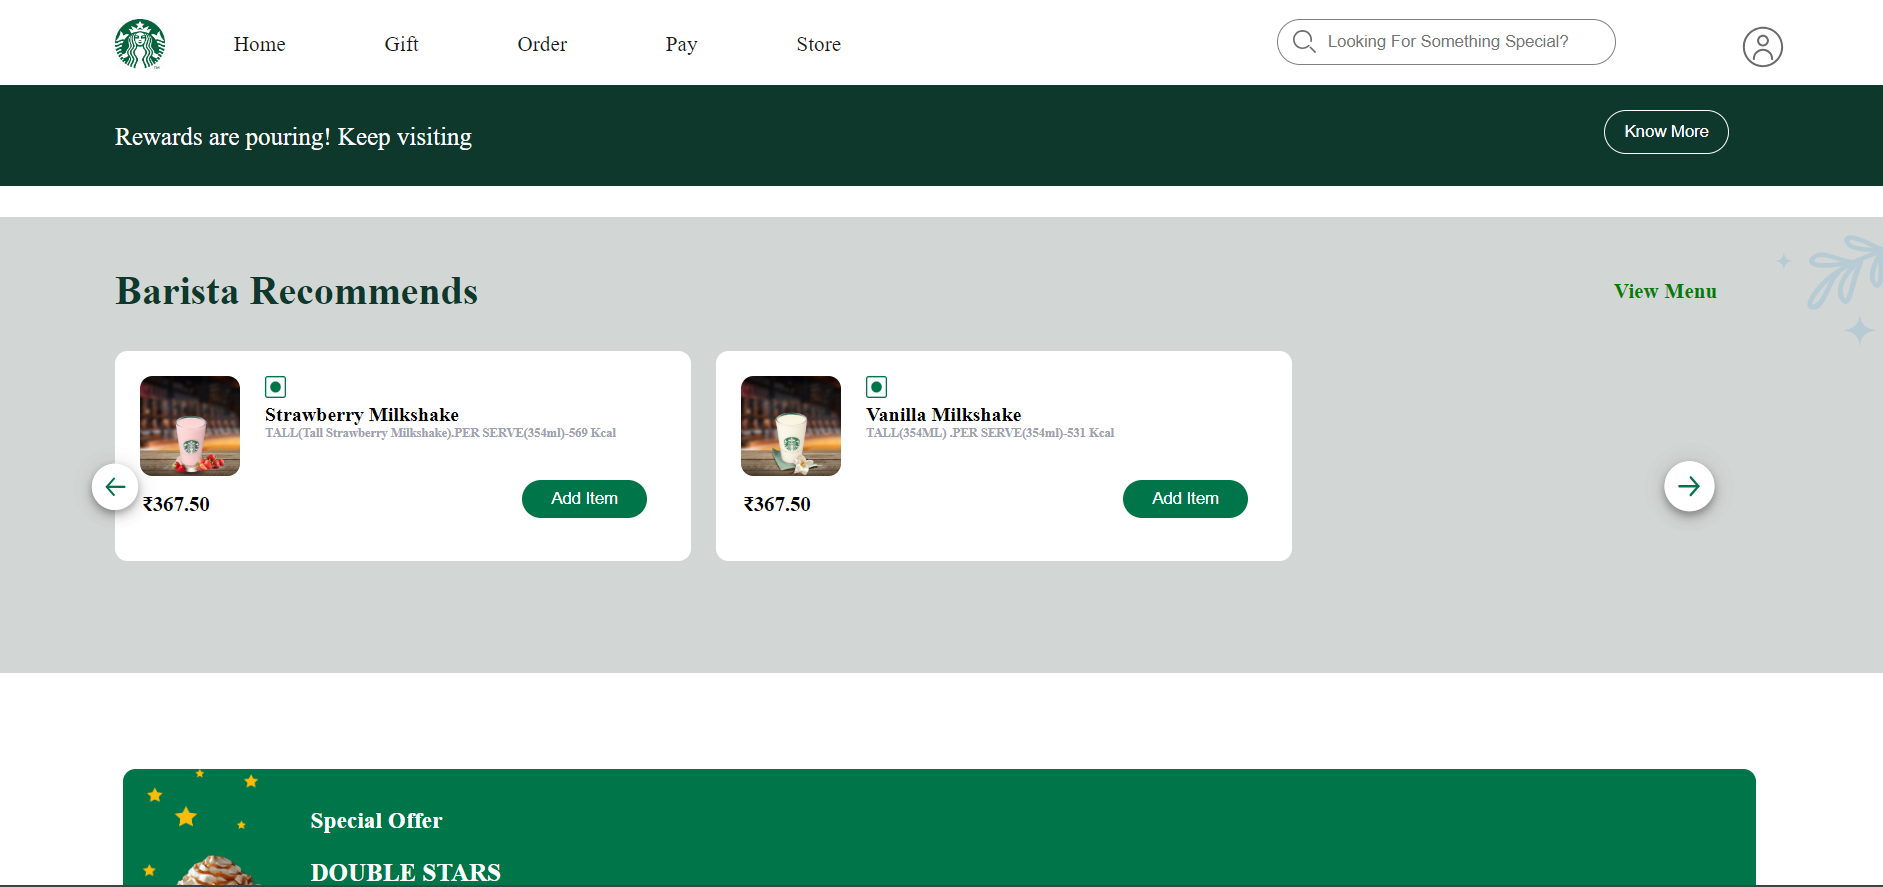 Home Gift Order Pay Store Looking For Something Special?
Rewards are pouring! Keep visiting Know More
Barista Recommends View Menu
Strawberry Milkshake
TALL(Tall Strawberry Milkshake).PER SERVE(354ml)-569 Kcal
₹367.50 Add Item
Vanilla Milkshake
TALL(354ML) .PER SERVE(354ml)-531 Kcal
₹367.50 Add Item
Special Offer
DOUBLE STARS